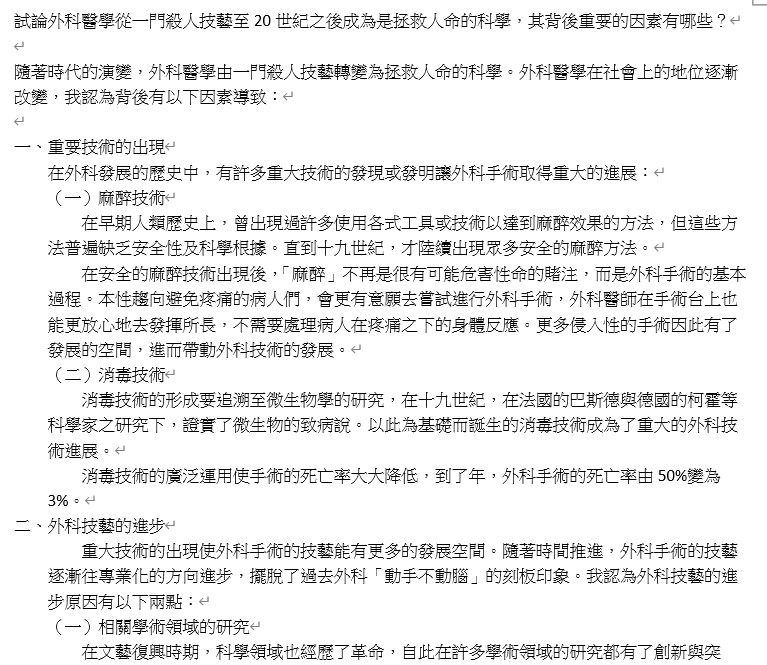 試論外科醫學從一門殺人技藝至 20 世紀之後成為是拯救人命的科學，其背後重要的因素有哪些？
隨著時代的演變，外科醫學由一門殺人技藝轉變為拯救人命的科學。外科醫學在社會上的地位逐漸
改變，我認為背後有以下因素導致：
一、重要技術的出現
在外科發展的歷史中，有許多重大技術的發現或發明讓外科手術取得重大的進展：
（一）麻醉技術
在早期人類歷史上，曾出現過許多使用各式工具或技術以達到麻醉效果的方法，但這些方
法普遍缺乏安全性及科學根據。直到十九世紀，才陸續出現眾多安全的麻醉方法。
在安全的麻醉技術出現後，「麻醉」不再是很有可能危害性命的賭注，而是外科手術的基本
過程。本性趨向避免疼痛的病人們，會更有意願去嘗試進行外科手術，外科醫師在手術台上也
能更放心地去發揮所長，不需要處理病人在疼痛之下的身體反應。更多侵入性的手術因此有了
發展的空間，進而帶動外科技術的發展。
（二）消毒技術
消毒技術的形成要追溯至微生物學的研究，在十九世紀，在法國的巴斯德與德國的柯霍等
科學家之研究下，證實了微生物的致病說。以此為基礎而誕生的消毒技術成為了重大的外科技
術進展。
消毒技術的廣泛運用使手術的死亡率大大降低，到了年，外科手術的死亡率由 50%變為
3%。
二、外科技藝的進步
重大技術的出現使外科手術的技藝能有更多的發展空間。隨著時間推進，外科手術的技藝
逐漸往專業化的方向進步，擺脫了過去外科「動手不動腦」的刻板印象。我認為外科技藝的進
步原因有以下兩點：
（一）相關學術領域的研究
在文藝復興時期，科學領域也經歷了革命，自此在許多學術領域的研究都有了創新與突